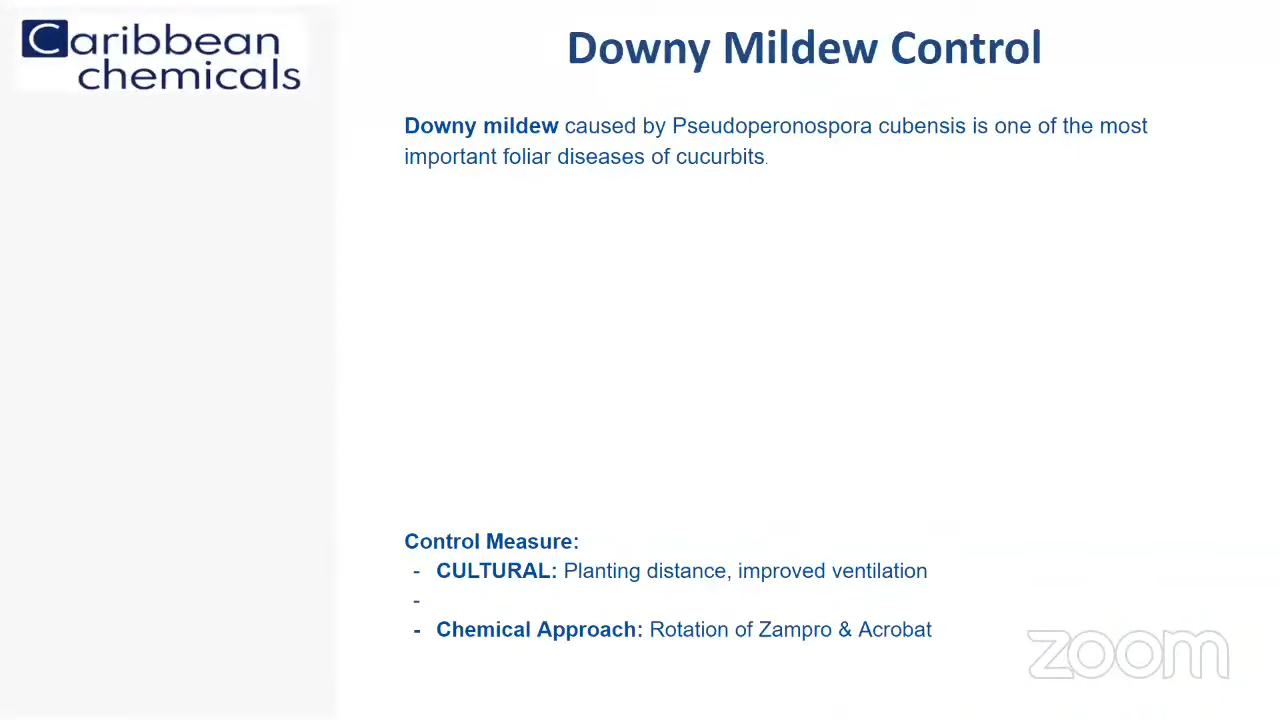 Caribbean
chemicals
Downy Mildew Control
Downy mildew caused by Pseudoperonospora cubensis is one of the most
important foliar diseases of cucurbits.
Control Measure:
- CULTURAL: Planting distance, improved ventilation
-
- Chemical Approach: Rotation of Zampro & Acrobat
zoom